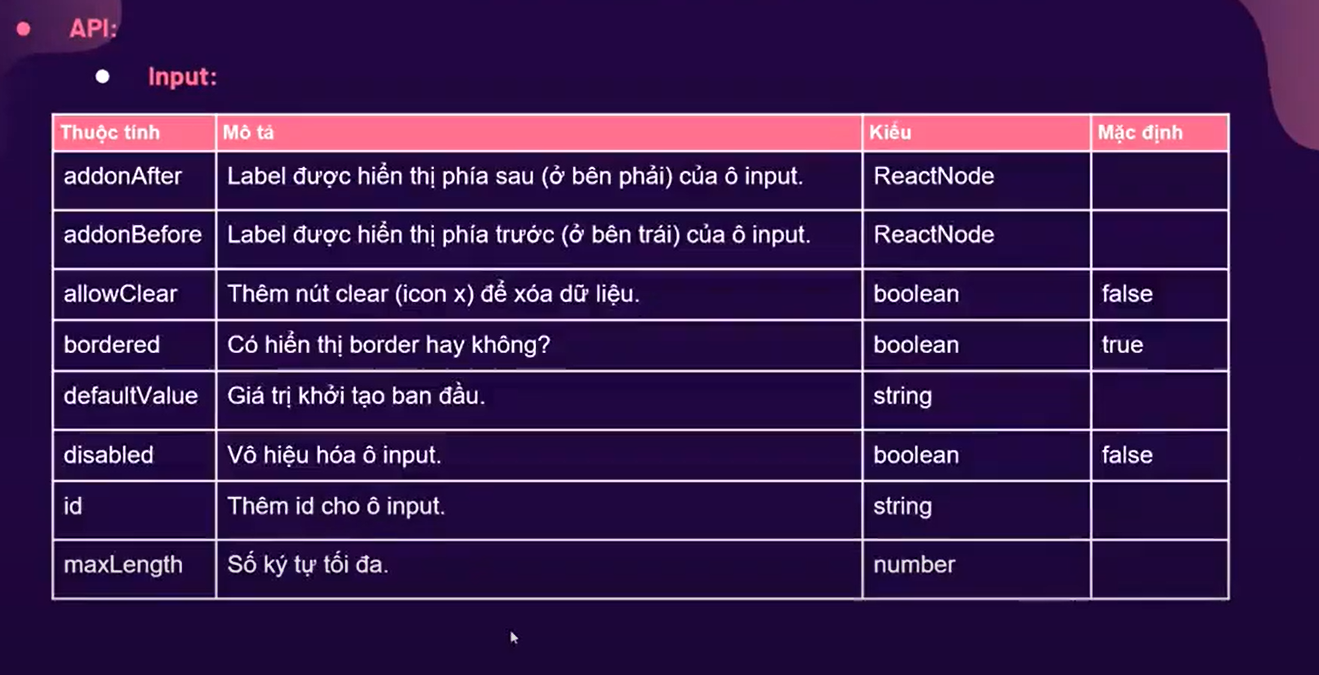 API:
Input:
Thuộc tính Mô tả Kiểu Mặc định
addonAfter Label được hiển thị phía sau (ở bên phải) của ô input. ReactNode
addonBefore Label được hiển thị phía trước (ở bên trái) của ô input. ReactNode
allowClear Thêm nút clear (icon x) để xóa dữ liệu. boolean false
bordered Có hiển thị border hay không? boolean true
defaultValue Giá trị khởi tạo ban đầu. string
disabled Vô hiệu hóa ô input. boolean false
id Thêm id cho ô input. string
maxLength Số ký tự tối đa. number